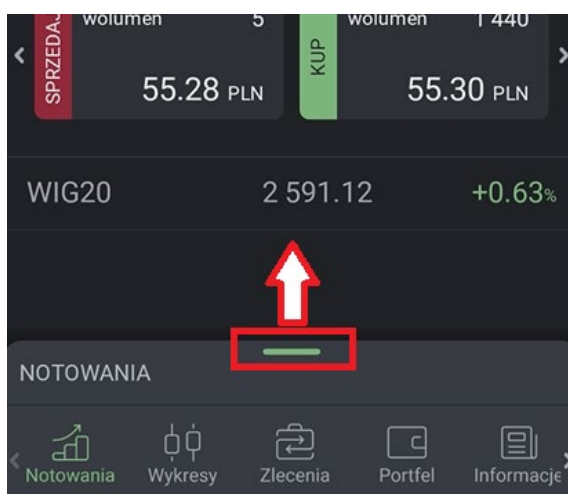 SPRZEDAJ
wolumen 5
55.28 PLN
KUP
wolumen 1 440
55.30 PLN
WIG20 2 591.12 +0.63%
NOTOWANIA
Notowania Wykresy Zlecenia Portfel Informacje